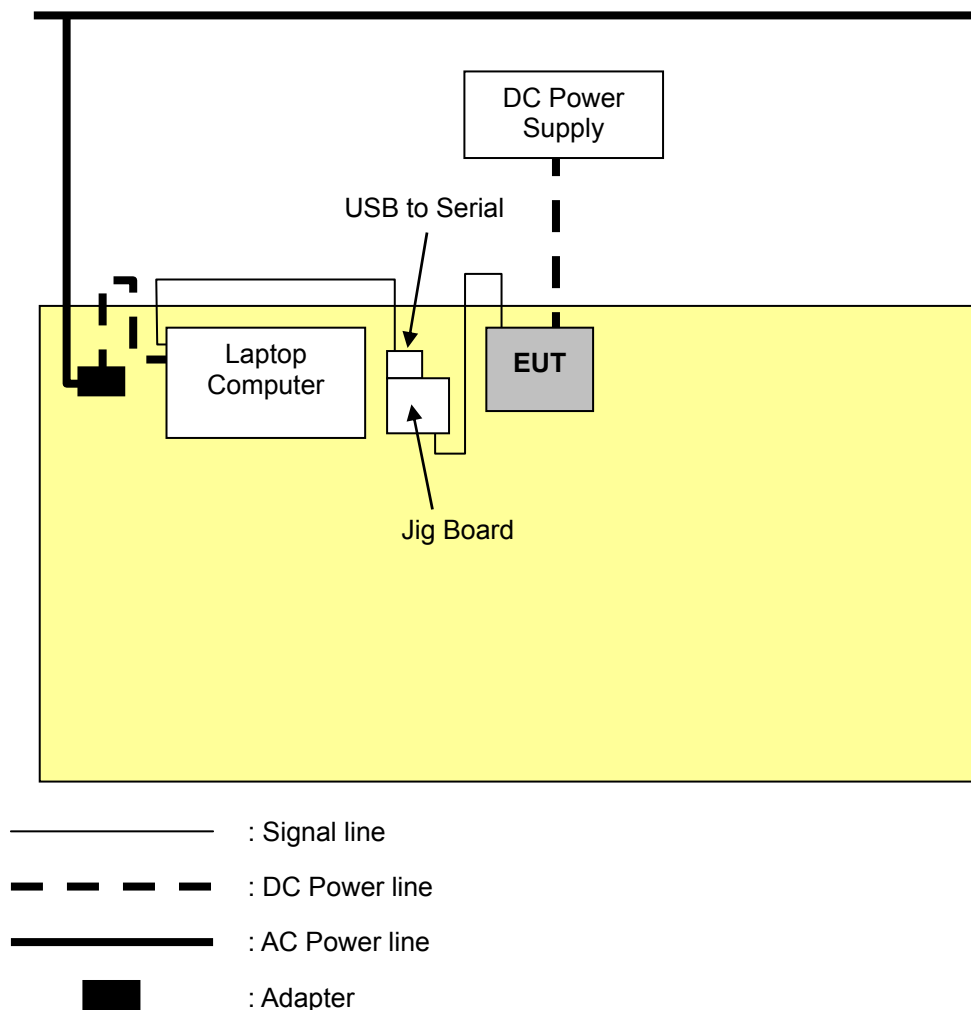 DC Power
Supply
USB to Serial
Laptop
Computer
EUT
Jig Board
: Signal line
: DC Power line
: AC Power line
: Adapter